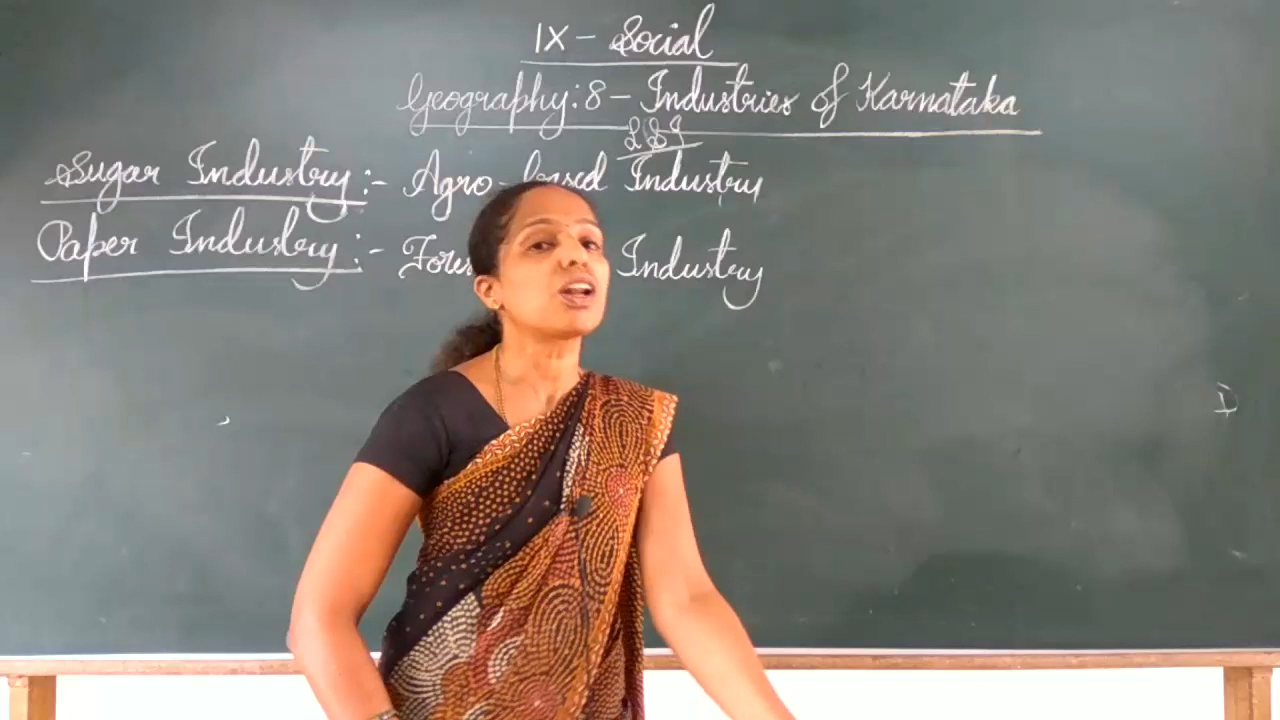 IX - Social
Geography: 8 - Industries of Karnataka
Sugar Industry :- Agro-based Industry
Paper Industry :- Industry